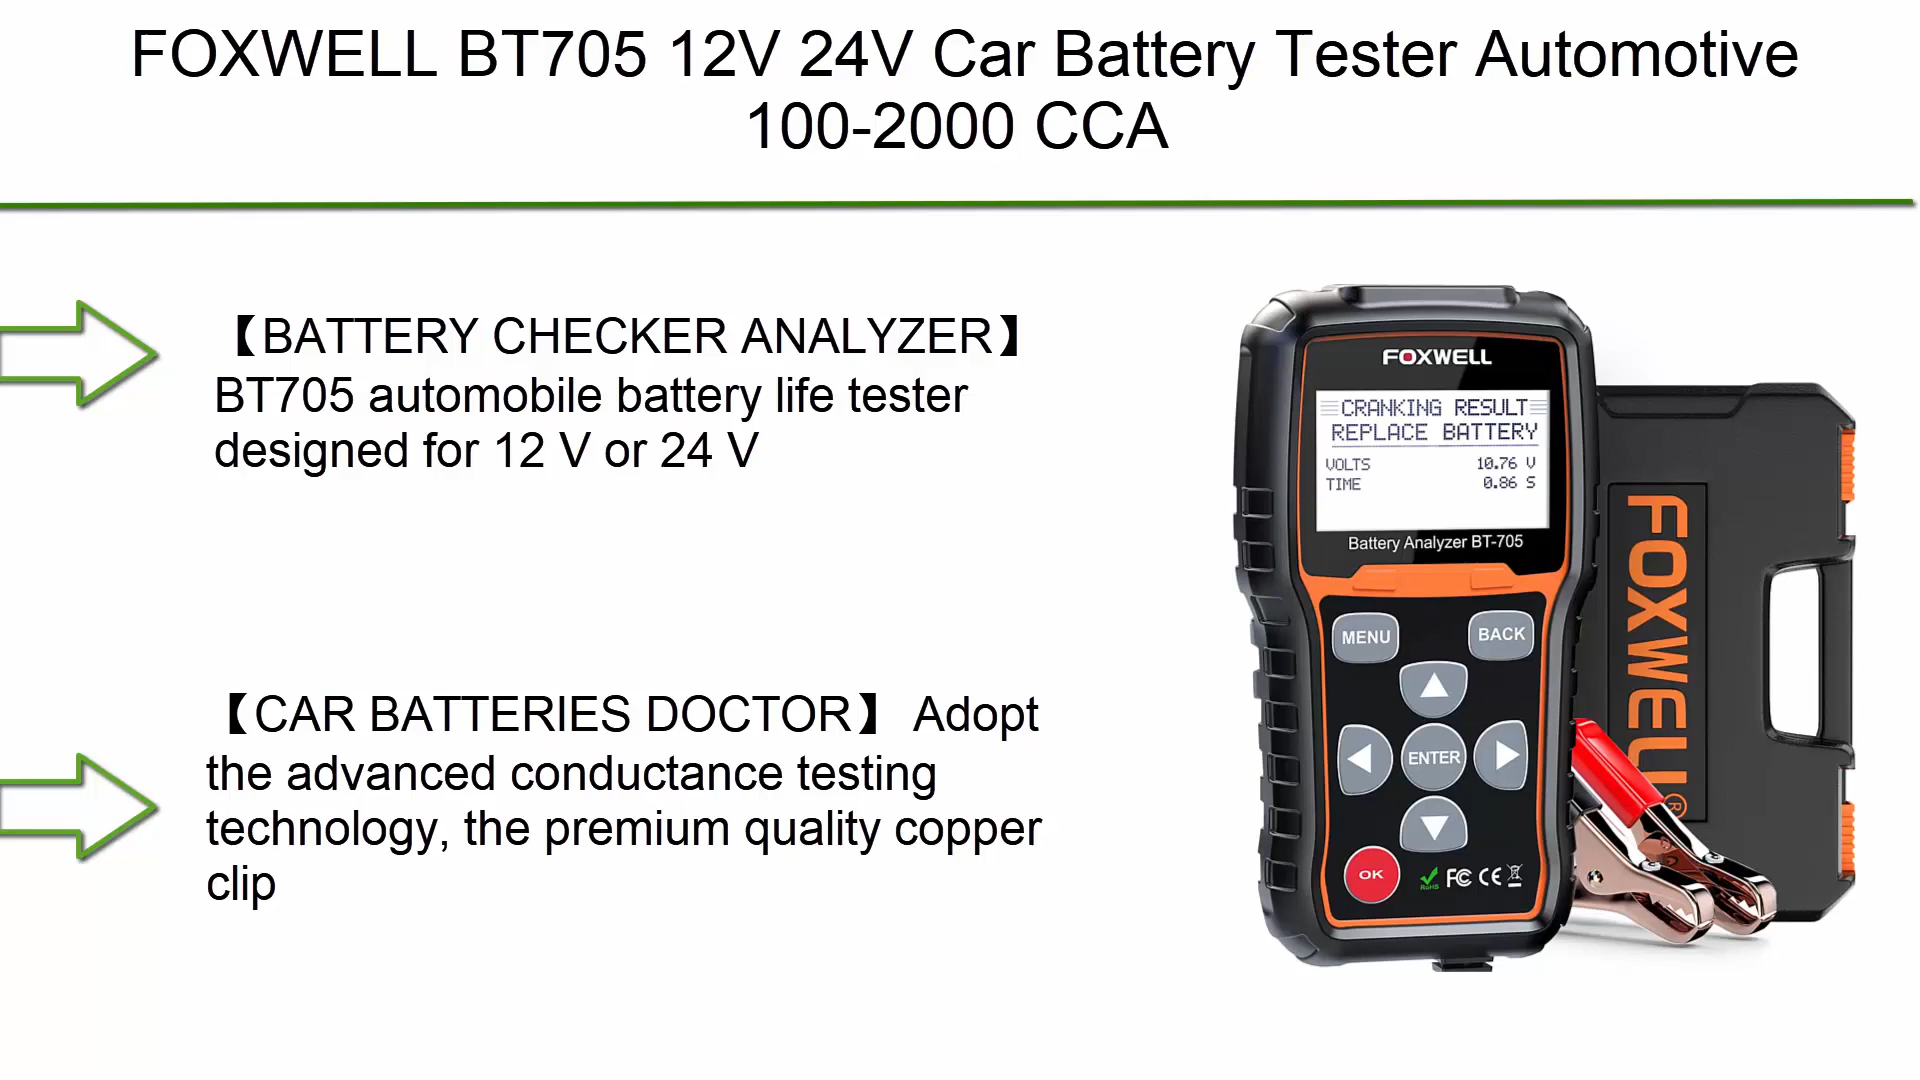 FOXWELL BT705 12V 24V Car Battery Tester Automotive
100-2000 CCA
【BATTERY CHECKER ANALYZER】
BT705 automobile battery life tester
designed for 12 V or 24 V
【CAR BATTERIES DOCTOR】 Adopt
the advanced conductance testing
technology, the premium quality copper
clip
FOXWELL
CRANKING RESULT
REPLACE BATTERY
VOLTS 10.76 V
TIME 0.86 S
Battery Analyzer BT-705
MENU BACK
ENTER
OK
RoHS FC CE
FOXWELL®